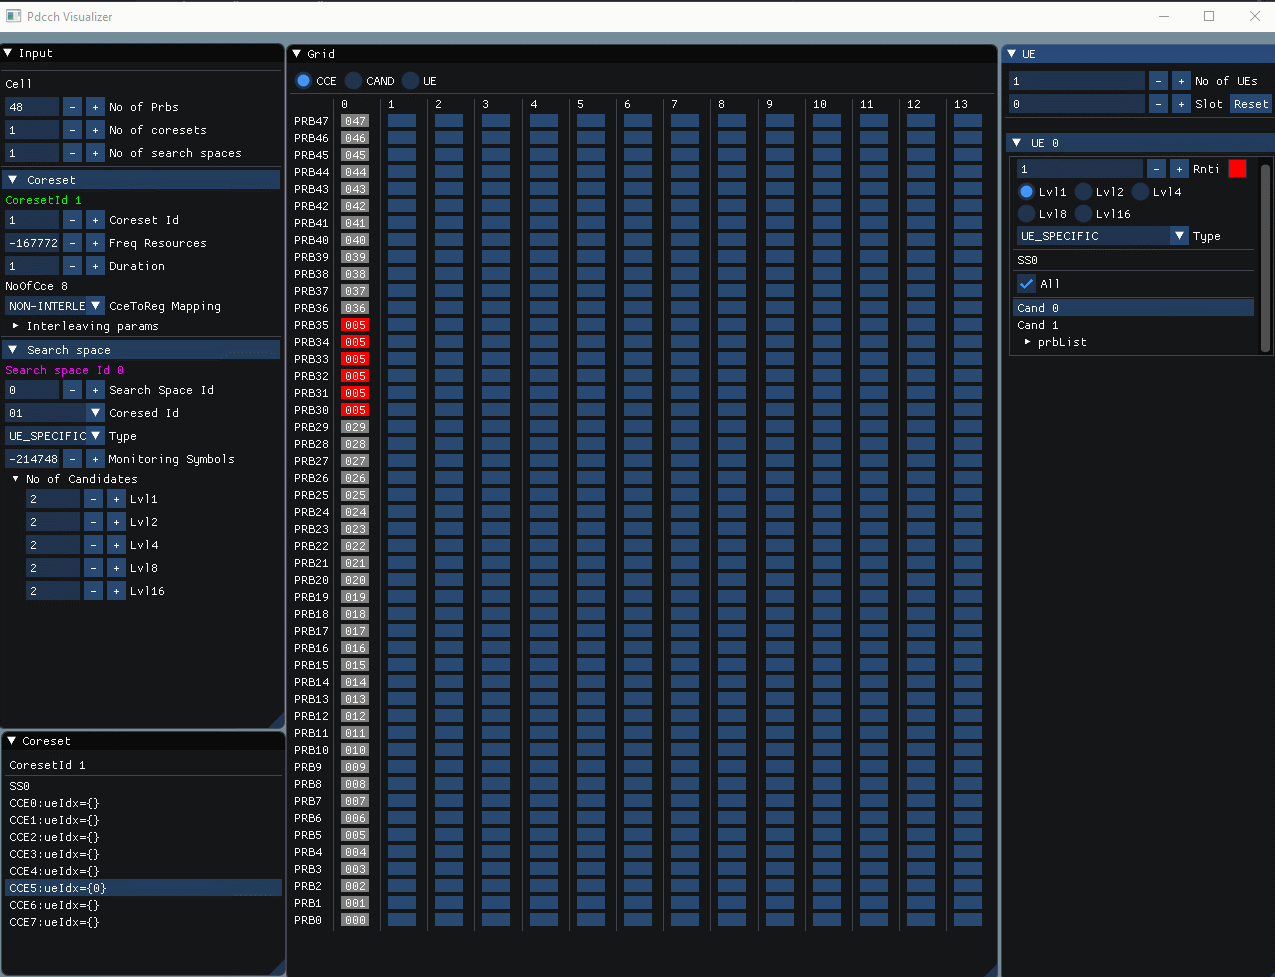 Pdcch Visualizer
Input
Cell
48 - + No of Prbs
1 - + No of coresets
1 - + No of search spaces
Coreset
CoresetId 1
1 - + Coreset Id
-167772 - + Freq Resources
1 - + Duration
NoOfCce 8
NON-INTERLE CceToReg Mapping
Interleaving params
Search space
Search space Id 0
0 - + Search Space Id
01 Coresed Id
UE_SPECIFIC Type
-214748 - + Monitoring Symbols
No of Candidates
2 - + Lvl1
2 - + Lvl2
2 - + Lvl4
2 - + Lvl8
2 - + Lvl16
Coreset
CoresetId 1
SS0
CCE0:ueIdx={}
CCE1:ueIdx={}
CCE2:ueIdx={}
CCE3:ueIdx={}
CCE4:ueIdx={}
CCE5:ueIdx={0}
CCE6:ueIdx={}
CCE7:ueIdx={}
Grid
CCE CAND UE
0 1 2 3 4 5 6 7 8 9 10 11 12 13
PRB47 047
PRB46 046
PRB45 045
PRB44 044
PRB43 043
PRB42 042
PRB41 041
PRB40 040
PRB39 039
PRB38 038
PRB37 037
PRB36 036
PRB35 005
PRB34 005
PRB33 005
PRB32 005
PRB31 005
PRB30 005
PRB29 029
PRB28 028
PRB27 027
PRB26 026
PRB25 025
PRB24 024
PRB23 023
PRB22 022
PRB21 021
PRB20 020
PRB19 019
PRB18 018
PRB17 017
PRB16 016
PRB15 015
PRB14 014
PRB13 013
PRB12 012
PRB11 011
PRB10 010
PRB9 009
PRB8 008
PRB7 007
PRB6 006
PRB5 005
PRB4 004
PRB3 003
PRB2 002
PRB1 001
PRB0 000
UE
1 - + No of UEs
0 - + Slot Reset
UE 0
1 - + Rnti
Lvl1 Lvl2 Lvl4
Lvl8 Lvl16
UE_SPECIFIC Type
SS0
All
Cand 0
Cand 1
prbList